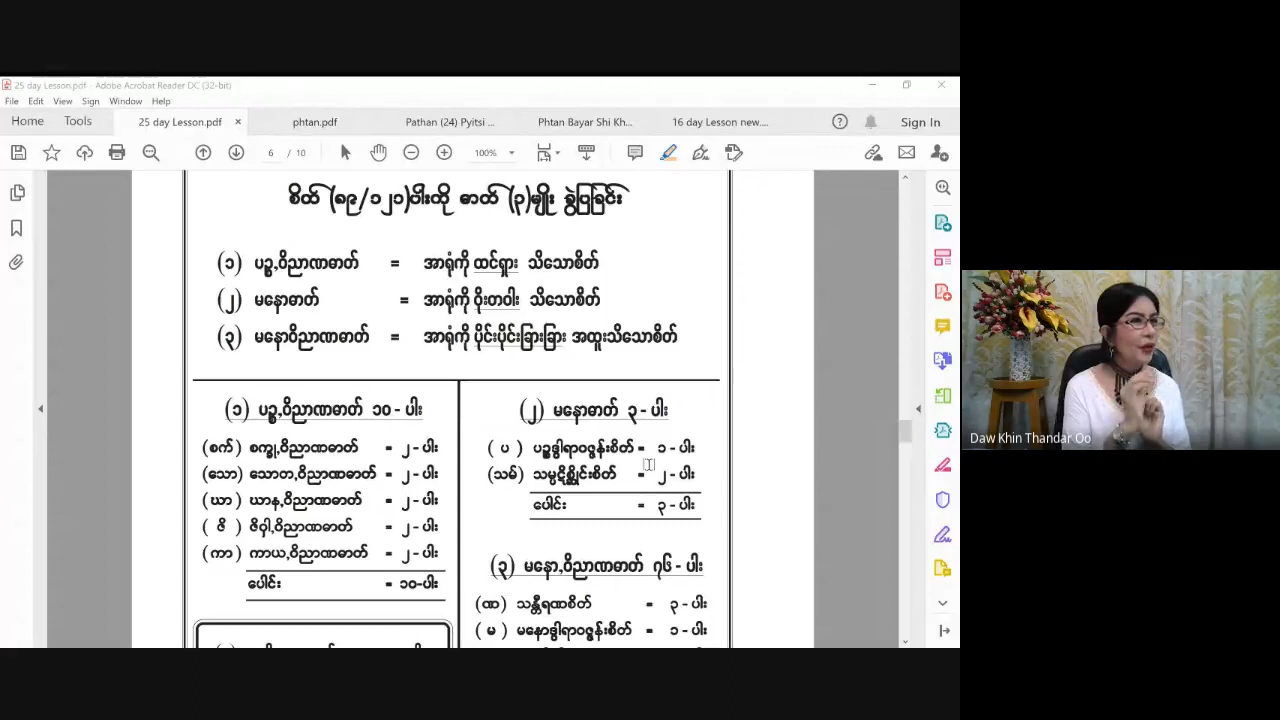 25 day Lesson.pdf - Adobe Acrobat Reader DC (32-bit)
File Edit View Sign Window Help
Home Tools 25 day Lesson.pdf × phtan.pdf Pathan (24) Pyitsi ... Phtan Bayar Shi Kh... 16 day Lesson new.... Sign In
6 / 10 100%
စိတ် (၈၉/၁၂၁)ပါးကို ဓာတ် (၃)မျိုး ခွဲပြခြင်း
(၁) ပဉ္စ,ဝိညာဏဓာတ် = အာရုံကို ထင်ရှား သိသောစိတ်
(၂) မနောဓာတ် = အာရုံကို ဝိုးတဝါး သိသောစိတ်
(၃) မနောဝိညာဏဓာတ် = အာရုံကို ပိုင်းပိုင်းခြားခြား အထူးသိသောစိတ်
(၁) ပဉ္စ,ဝိညာဏဓာတ် ၁၀ - ပါး
(စက်) စက္ခု,ဝိညာဏဓာတ် = ၂ - ပါး
(သော) သောတ,ဝိညာဏဓာတ် = ၂ - ပါး
(ဃာ) ဃာန,ဝိညာဏဓာတ် = ၂ - ပါး
(ဇိ) ဇိဝှါ,ဝိညာဏဓာတ် = ၂ - ပါး
(ကာ) ကာယ,ဝိညာဏဓာတ် = ၂ - ပါး
ပေါင်း = ၁၀-ပါး
(၂) မနောဓာတ် ၃ - ပါး
(ပ) ပဉ္စဒွါရာဝဇ္ဇန်းစိတ် = ၁ - ပါး
(သမ်) သမ္ပဋိစ္ဆိုင်းစိတ် = ၂ - ပါး
ပေါင်း = ၃ - ပါး
(၃) မနော,ဝိညာဏဓာတ် ၇၆ - ပါး
(ဏ) သန္တီရဏစိတ် = ၃ - ပါး
(မ) မနောဒွါရာဝဇ္ဇန်းစိတ် = ၁ - ပါး
Daw Khin Thandar Oo